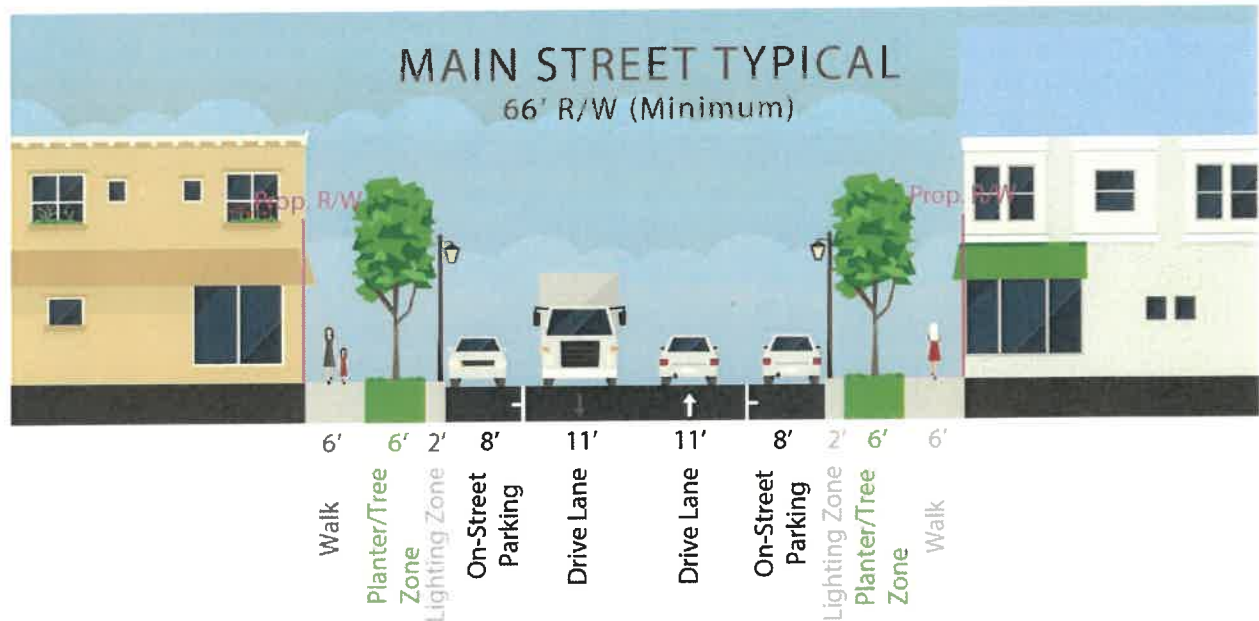 MAIN STREET TYPICAL
66' R/W (Minimum)
Prop. R/W
Prop. R/W
6' 6' 2' 8' 11' 11' 8' 2' 6' 6'
Walk
Planter/Tree
Zone
Lighting Zone
On-Street
Parking
Drive Lane
Drive Lane
On-Street
Parking
Lighting Zone
Planter/Tree
Zone
Walk